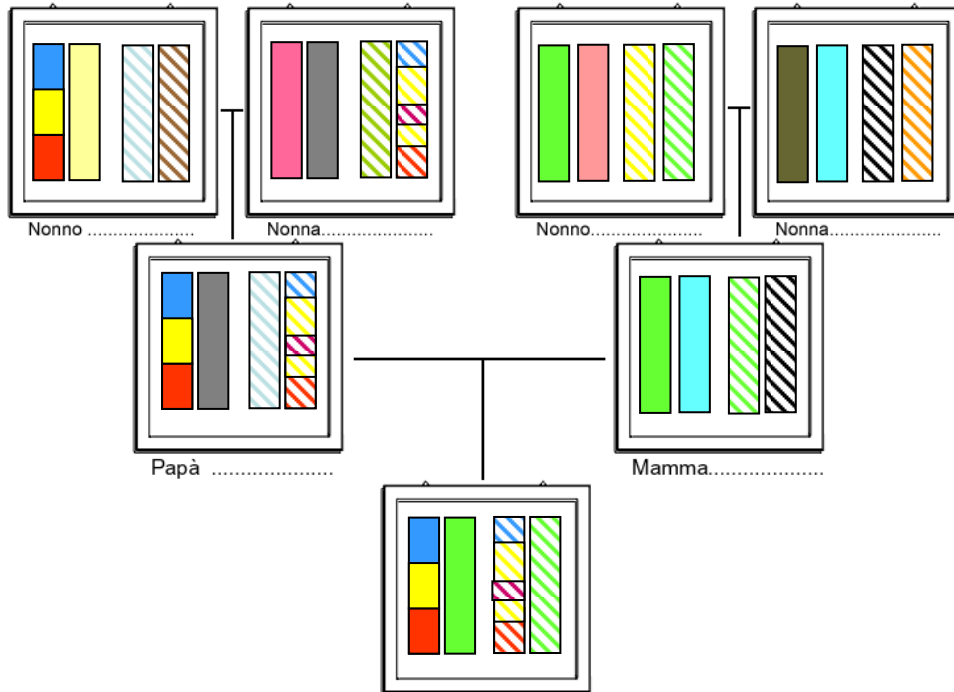 Nonno ......................
Nonna.......................
Nonno.......................
Nonna.......................
Papà ......................
Mamma.....................